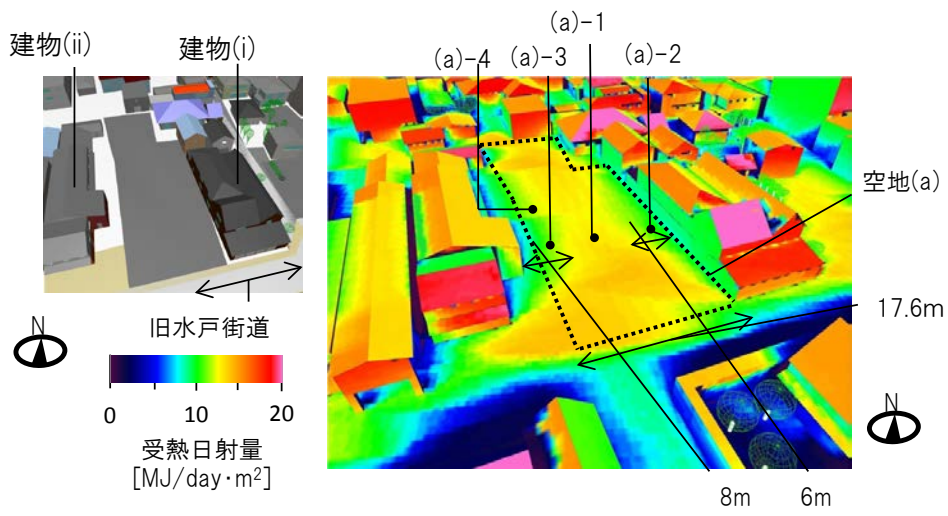 (a)-1
(a)-4
(a)-3
(a)-2
建物(ii)
建物(i)
空地(a)
17.6m
旧水戸街道
N
0
10
20
受熱日射量
[MJ/day･m²]
N
8m
6m